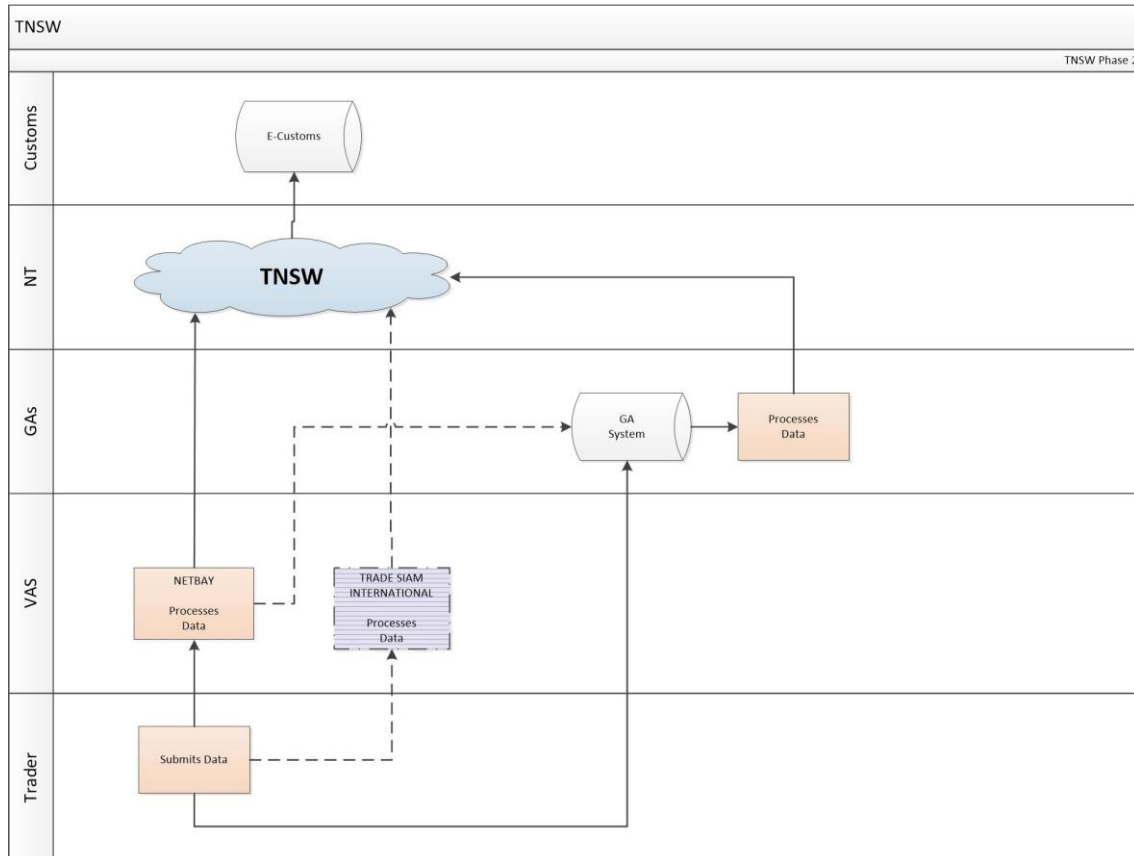 TNSW
TNSW Phase 2
Customs
E-Customs
NT
TNSW
GAs
GA
System
Processes
Data
VAS
NETBAY
Processes
Data
TRADE SIAM
INTERNATIONAL
Processes
Data
Trader
Submits Data